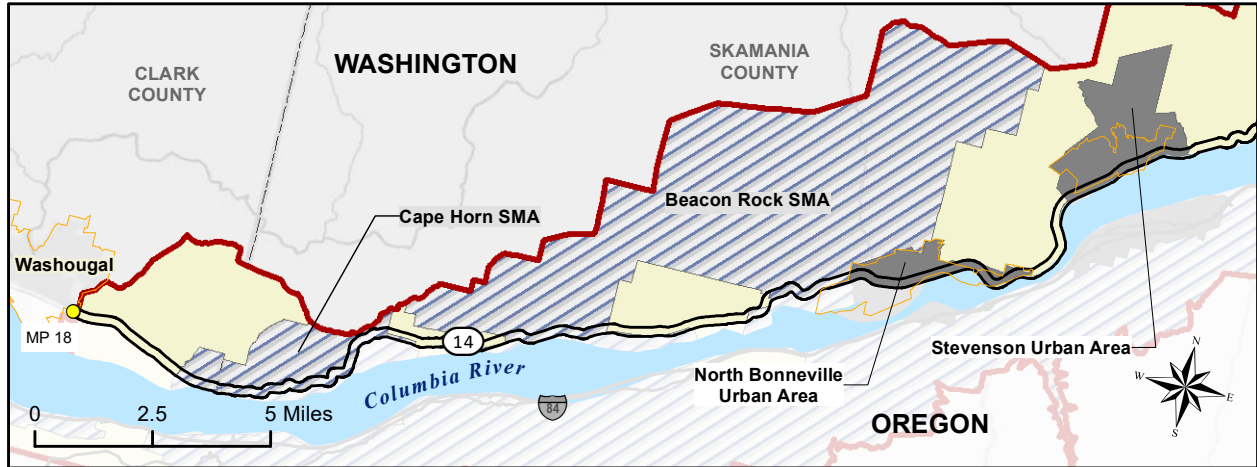 WASHINGTON
SKAMANIA
COUNTY
CLARK
COUNTY
Beacon Rock SMA
Cape Horn SMA
Washougal
MP 18
14
Columbia River
North Bonneville
Urban Area
Stevenson Urban Area
84
OREGON
0 2.5 5 Miles
N
W
E
S